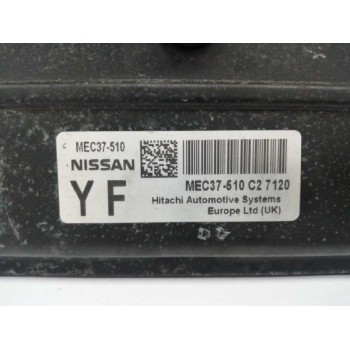 MEC37-510
NISSAN
YF
MEC37-510 C2 7120
Hitachi Automotive Systems
Europe Ltd (UK)